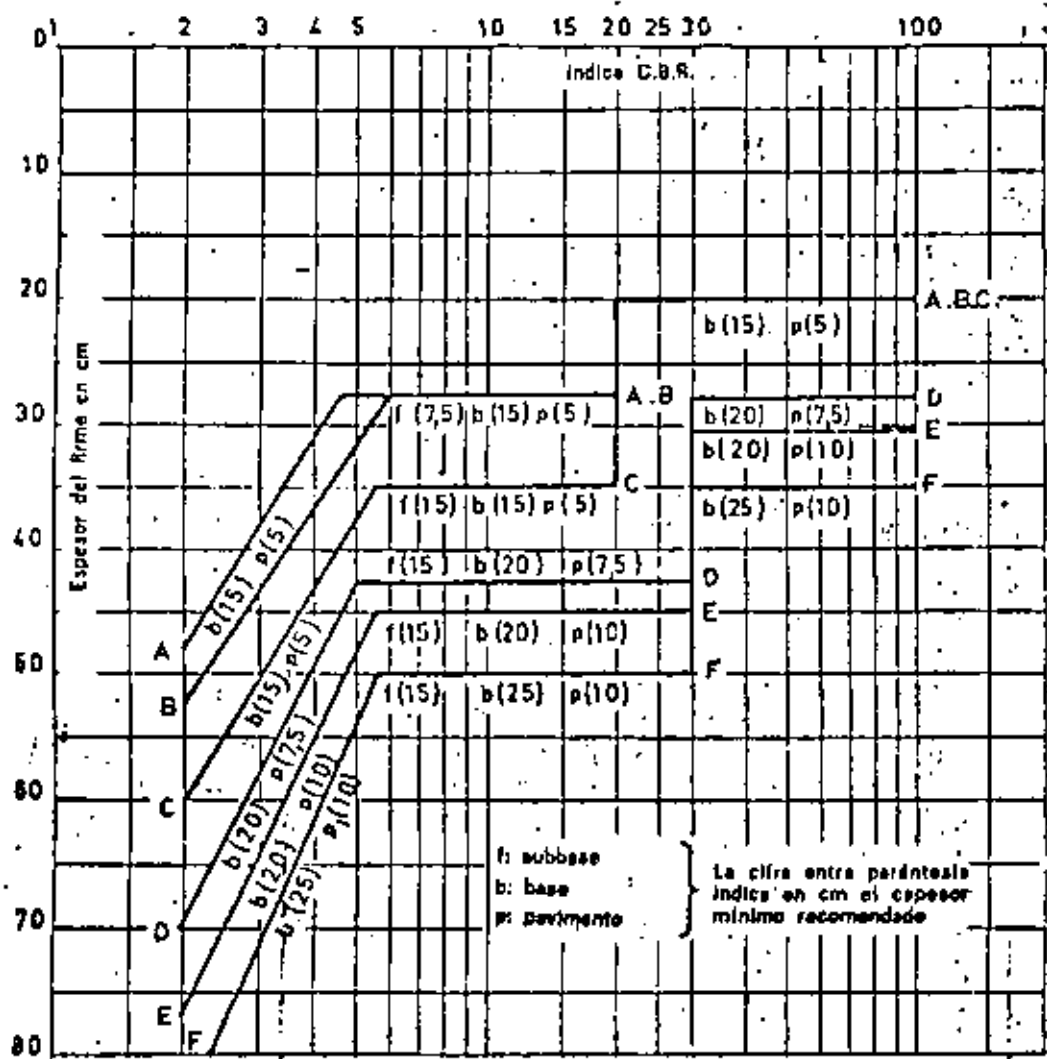 1 2 3 4 5 10 15 20 25 30 100
Indice C.B.R.
Espesor del firme en cm
0
10
20
30
40
50
60
70
80
A.B.C.
b(15) p(5)
A.B
D
f(7,5) b(15) p(5)
b(20) p(7,5)
E
b(20) p(10)
C
F
f(15) b(15) p(5)
b(25) p(10)
f(15) b(20) p(7,5)
D
E
f(15) b(20) p(10)
F
f(15) b(25) p(10)
A
b(15) p(5)
B
b(15) p(5)
C
b(20) p(7,5)
D
b(20) p(10)
E
b(25) p(10)
F
f: subbase
b: base
p: pavimento
La cifra entre paréntesis
indica en cm el espesor
mínimo recomendado